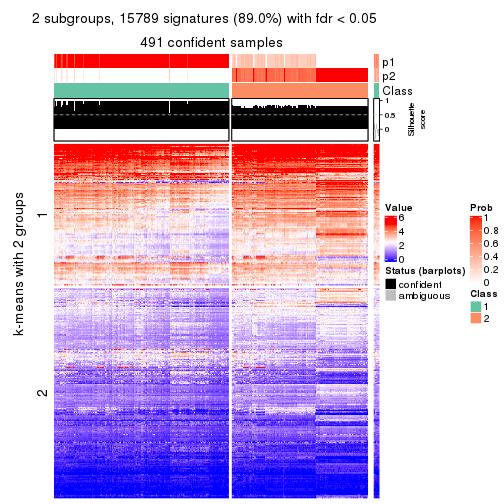 2 subgroups, 15789 signatures (89.0%) with fdr < 0.05
491 confident samples
p1
p2
Class
1
0.5
0
Silhouette
score
k-means with 2 groups
1
2
Value
6
4
2
0
Status (barplots)
confident
ambiguous
Prob
1
0.8
0.6
0.4
0.2
0
Class
1
2